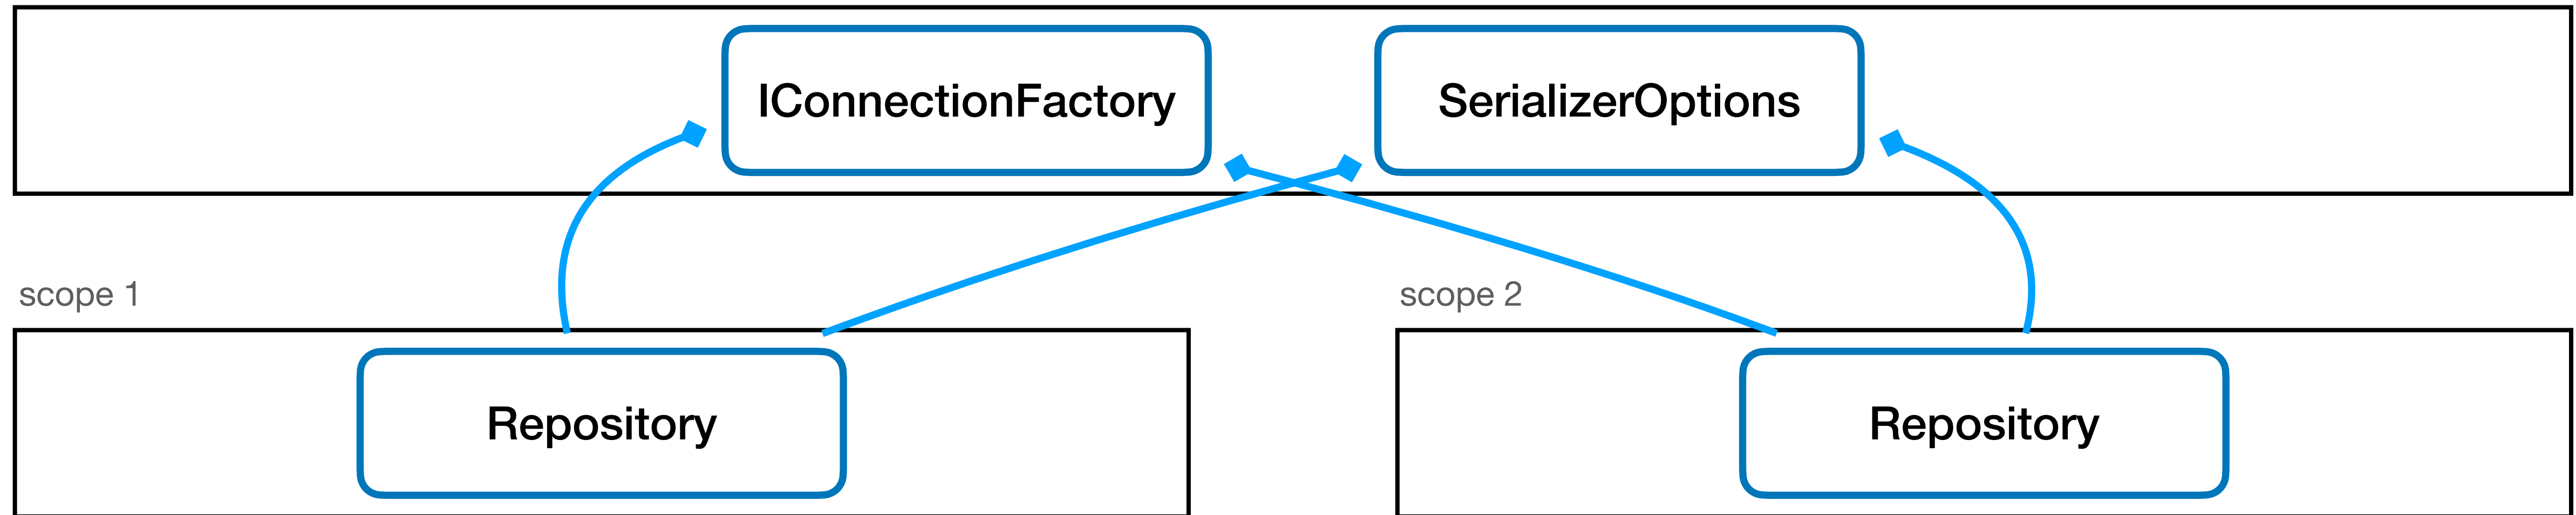 IConnectionFactory
SerializerOptions
scope 1
scope 2
Repository
Repository